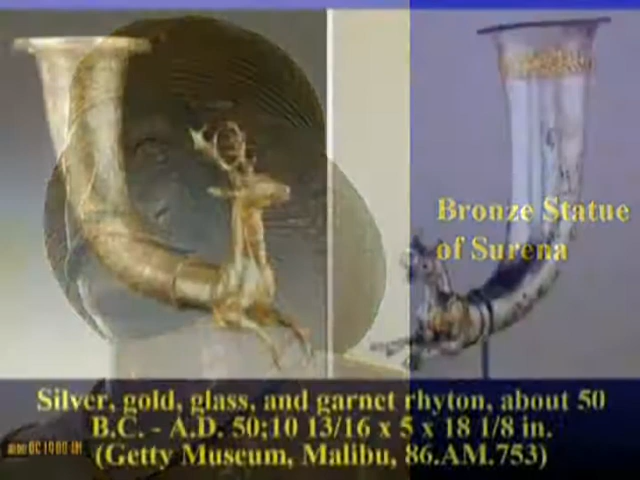 Bronze Statue
of Surena
Silver, gold, glass, and garnet rhyton, about 50
B.C. - A.D. 50;10 13/16 x 5 x 18 1/8 in.
(Getty Museum, Malibu, 86.AM.753)